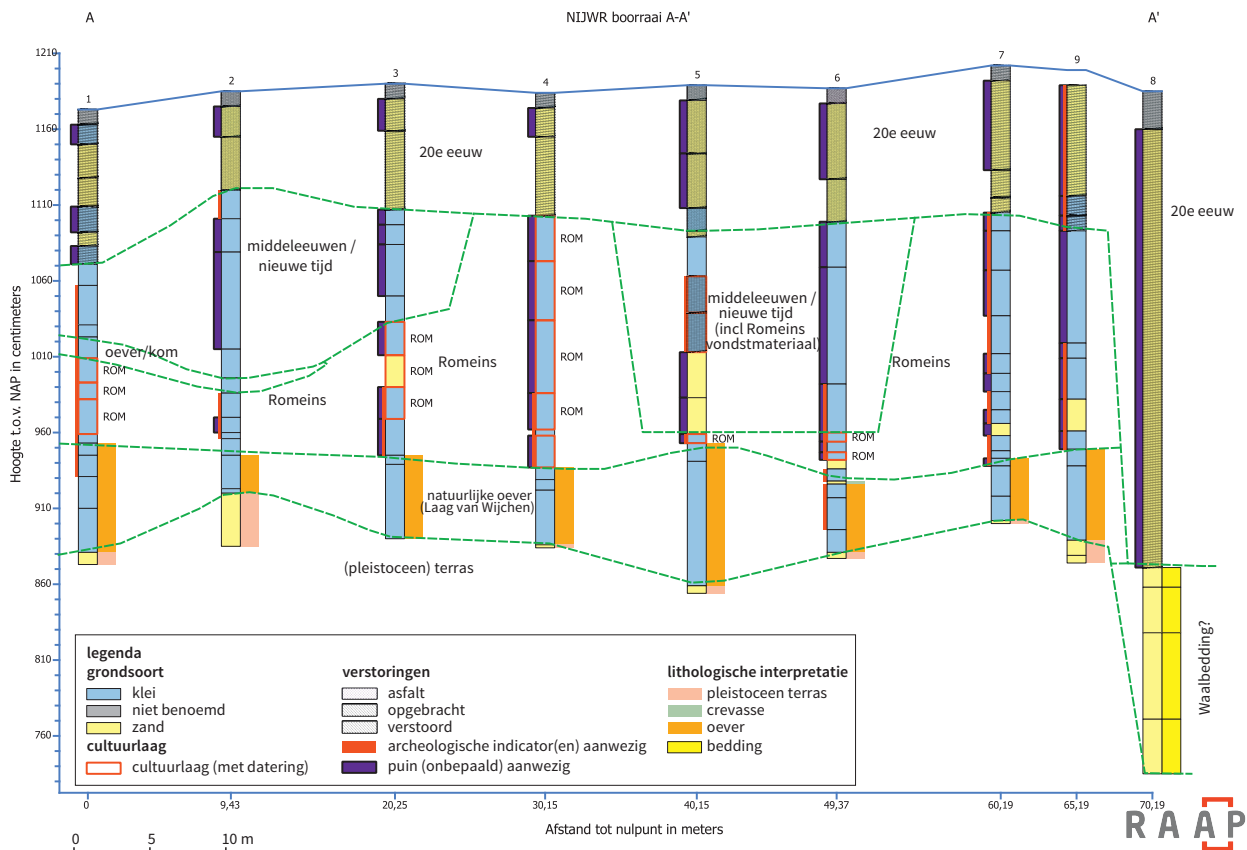 A
NIJWR boorraai A-A'
A'
Hoogte t.o.v. NAP in centimeters
1210
1160
1110
1060
1010
960
910
860
810
760
1
2
3
4
5
6
7
9
8
20e eeuw
20e eeuw
20e eeuw
middeleeuwen /
nieuwe tijd
middeleeuwen /
nieuwe tijd
(incl Romeins
vondstmateriaal)
oever/kom
Romeins
Romeins
Romeins
ROM
ROM
ROM
ROM
ROM
ROM
ROM
ROM
ROM
ROM
ROM
ROM
ROM
natuurlijke oever
(Laag van Wijchen)
(pleistoceen) terras
Waalbedding?
legenda
grondsoort
klei
niet benoemd
zand
cultuurlaag
cultuurlaag (met datering)
verstoringen
asfalt
opgebracht
verstoord
archeologische indicator(en) aanwezig
puin (onbepaald) aanwezig
lithologische interpretatie
pleistoceen terras
crevasse
oever
bedding
0
9,43
20,25
30,15
40,15
49,37
60,19
65,19
70,19
Afstand tot nulpunt in meters
0 5 10 m
RAAP